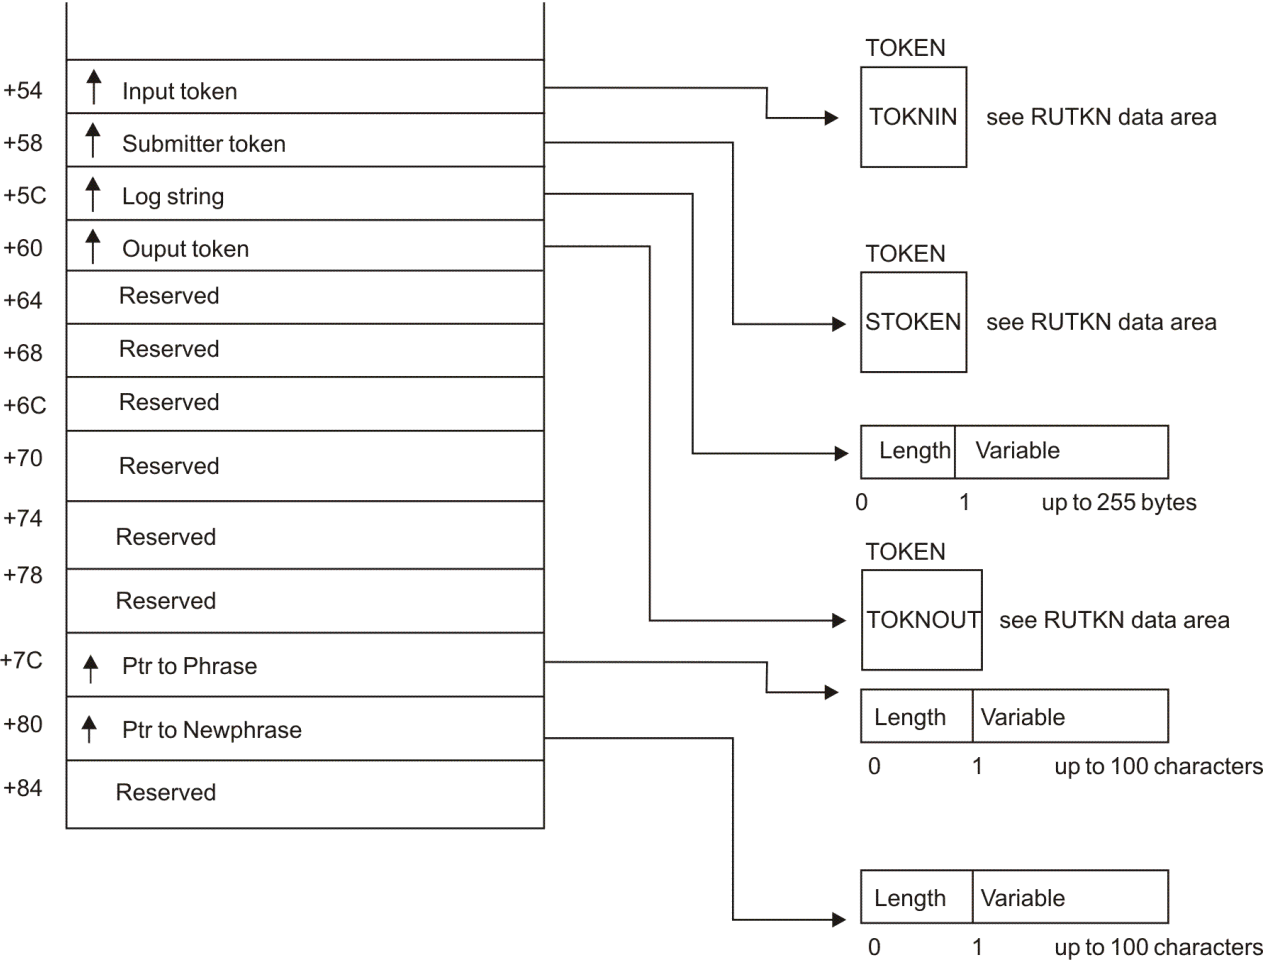 +54 Input token
+58 Submitter token
+5C Log string
+60 Ouput token
+64 Reserved
+68 Reserved
+6C Reserved
+70 Reserved
+74 Reserved
+78 Reserved
+7C Ptr to Phrase
+80 Ptr to Newphrase
+84 Reserved
TOKEN
TOKNIN see RUTKN data area
TOKEN
STOKEN see RUTKN data area
Length Variable
0 1 up to 255 bytes
TOKEN
TOKNOUT see RUTKN data area
Length Variable
0 1 up to 100 characters
Length Variable
0 1 up to 100 characters